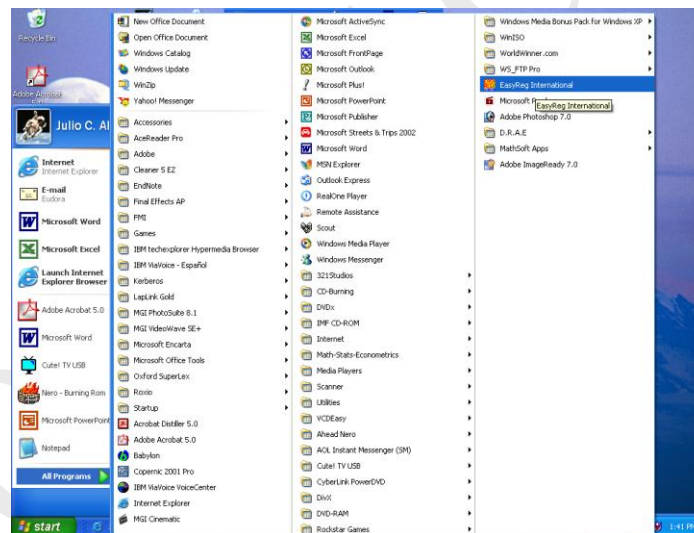 Recycle Bin
Adobe Acrobat
Julio C. Al
Internet
Internet Explorer
E-mail
Eudora
Microsoft Word
Microsoft Excel
Launch Internet
Explorer Browser
Adobe Acrobat 5.0
Microsoft Word
Cute! TV USB
Nero - Burning Rom
Microsoft PowerPoint
Notepad
All Programs
start
New Office Document
Open Office Document
Windows Catalog
Windows Update
WinZip
Yahoo! Messenger
Accessories
AceReader Pro
Adobe
Cleaner 5 EZ
EndNote
Final Effects AP
FMI
Games
IBM techexplorer Hypermedia Browser
IBM ViaVoice - Español
Kerberos
LapLink Gold
MGI PhotoSuite 8.1
MGI VideoWave SE+
Microsoft Encarta
Microsoft Office Tools
Oxford SuperLex
Roxio
Startup
Acrobat Distiller 5.0
Adobe Acrobat 5.0
Babylon
Copernic 2001 Pro
IBM ViaVoice VoiceCenter
Internet Explorer
MGI Cinematic
Microsoft ActiveSync
Microsoft Excel
Microsoft FrontPage
Microsoft Outlook
Microsoft Plus!
Microsoft PowerPoint
Microsoft Publisher
Microsoft Streets & Trips 2002
Microsoft Word
MSN Explorer
Outlook Express
RealOne Player
Remote Assistance
Scout
Windows Media Player
Windows Messenger
321Studios
CD-Burning
DVDx
IMF CD-ROM
Internet
Math-Stats-Econometrics
Media Players
Scanner
Utilities
VCDEasy
Ahead Nero
AOL Instant Messenger (SM)
Cute! TV USB
CyberLink PowerDVD
DivX
DVD-RAM
Rockstar Games
Windows Media Bonus Pack for Windows XP
WinISO
WorldWinner.com
WS_FTP Pro
EasyReg International
Microsoft
EasyReg International
Adobe Photoshop 7.0
D.R.A.E
MathSoft Apps
Adobe ImageReady 7.0
1:41 PM